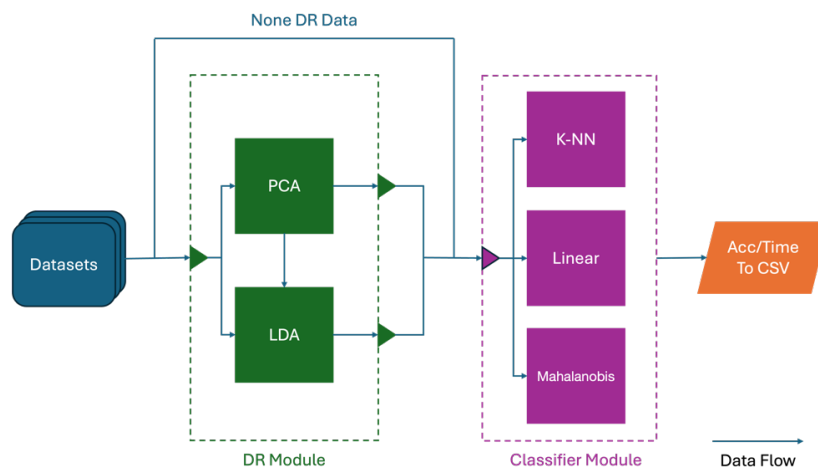 None DR Data
PCA
K-NN
Datasets
Linear
Acc/Time
To CSV
LDA
Mahalanobis
DR Module
Classifier Module
Data Flow